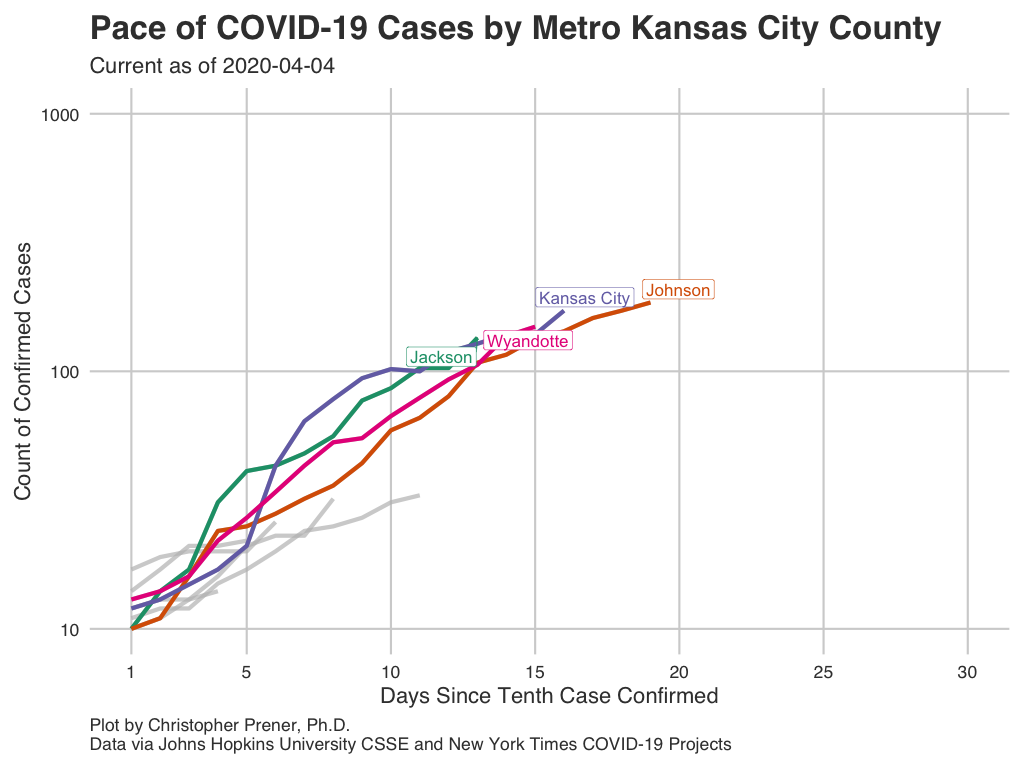 Pace of COVID-19 Cases by Metro Kansas City County
Current as of 2020-04-04
1000
100
10
Count of Confirmed Cases
Kansas City
Johnson
Wyandotte
Jackson
1 5 10 15 20 25 30
Days Since Tenth Case Confirmed
Plot by Christopher Prener, Ph.D.
Data via Johns Hopkins University CSSE and New York Times COVID-19 Projects